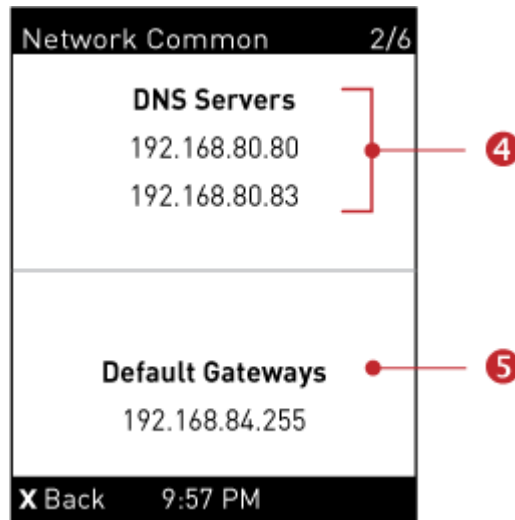 Network Common 2/6
DNS Servers
192.168.80.80
192.168.80.83
4
Default Gateways
192.168.84.255
5
X Back 9:57 PM